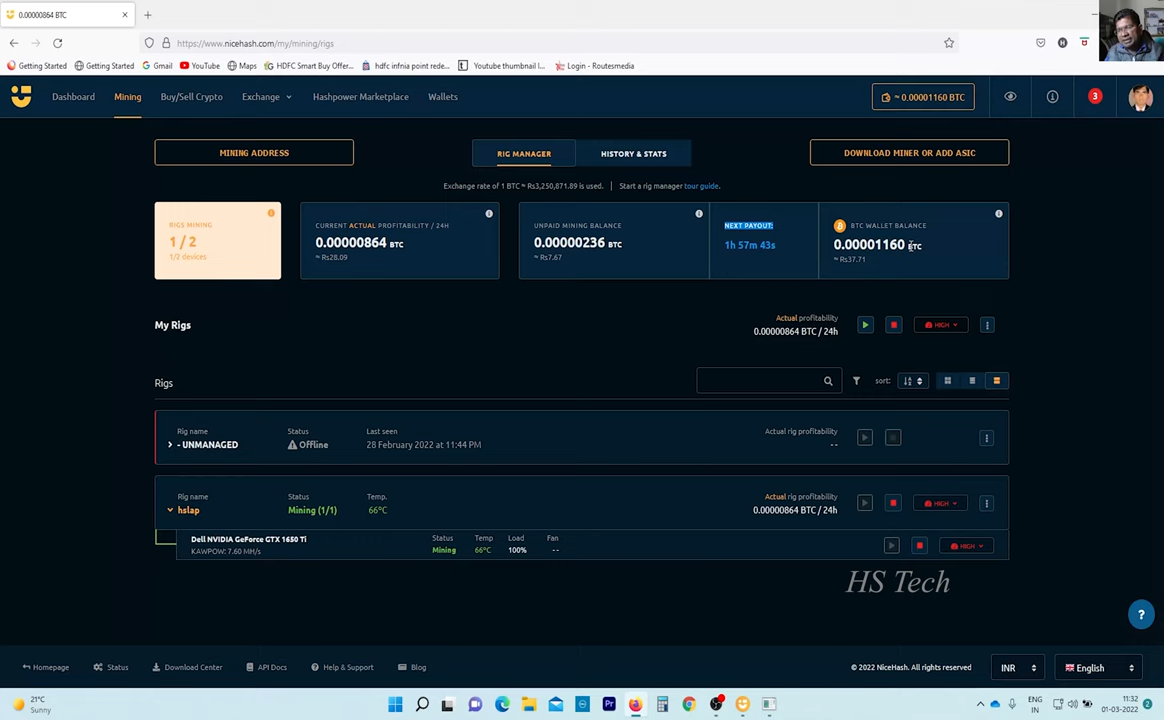 0.00000864 BTC
https://www.nicehash.com/my/mining/rigs
Getting Started Getting Started Gmail YouTube Maps HDFC Smart Buy Offer... hdfc infinia point rede... Youtube thumbnail l... Login - Routesmedia
Dashboard Mining Buy/Sell Crypto Exchange Hashpower Marketplace Wallets ~ 0.00001160 BTC 3
MINING ADDRESS RIG MANAGER HISTORY & STATS DOWNLOAD MINER OR ADD ASIC
Exchange rate of 1 BTC ≈ Rs3,250,871.89 is used. | Start a rig manager tour guide.
RIGS MINING CURRENT ACTUAL PROFITABILITY / 24H UNPAID MINING BALANCE NEXT PAYOUT: BTC WALLET BALANCE
1 / 2 0.00000864 BTC 0.00000236 BTC 1h 57m 43s 0.00001160 BTC
1/2 devices ≈ Rs28.09 ≈ Rs7.67 ≈ Rs37.71
My Rigs Actual profitability
0.00000864 BTC / 24h HIGH
Rigs sort:
Rig name Status Last seen Actual rig profitability
- UNMANAGED Offline 28 February 2022 at 11:44 PM --
Rig name Status Temp. Actual rig profitability
hslap Mining (1/1) 66°C 0.00000864 BTC / 24h HIGH
Dell NVIDIA GeForce GTX 1650 Ti Status Temp Load Fan
KAWPOW: 7.60 MH/s Mining 66°C 100% -- HIGH
HS Tech
?
Homepage Status Download Center API Docs Help & Support Blog © 2022 NiceHash. All rights reserved INR English
21°C
Sunny
ENG
IN
11:32
01-03-2022
2